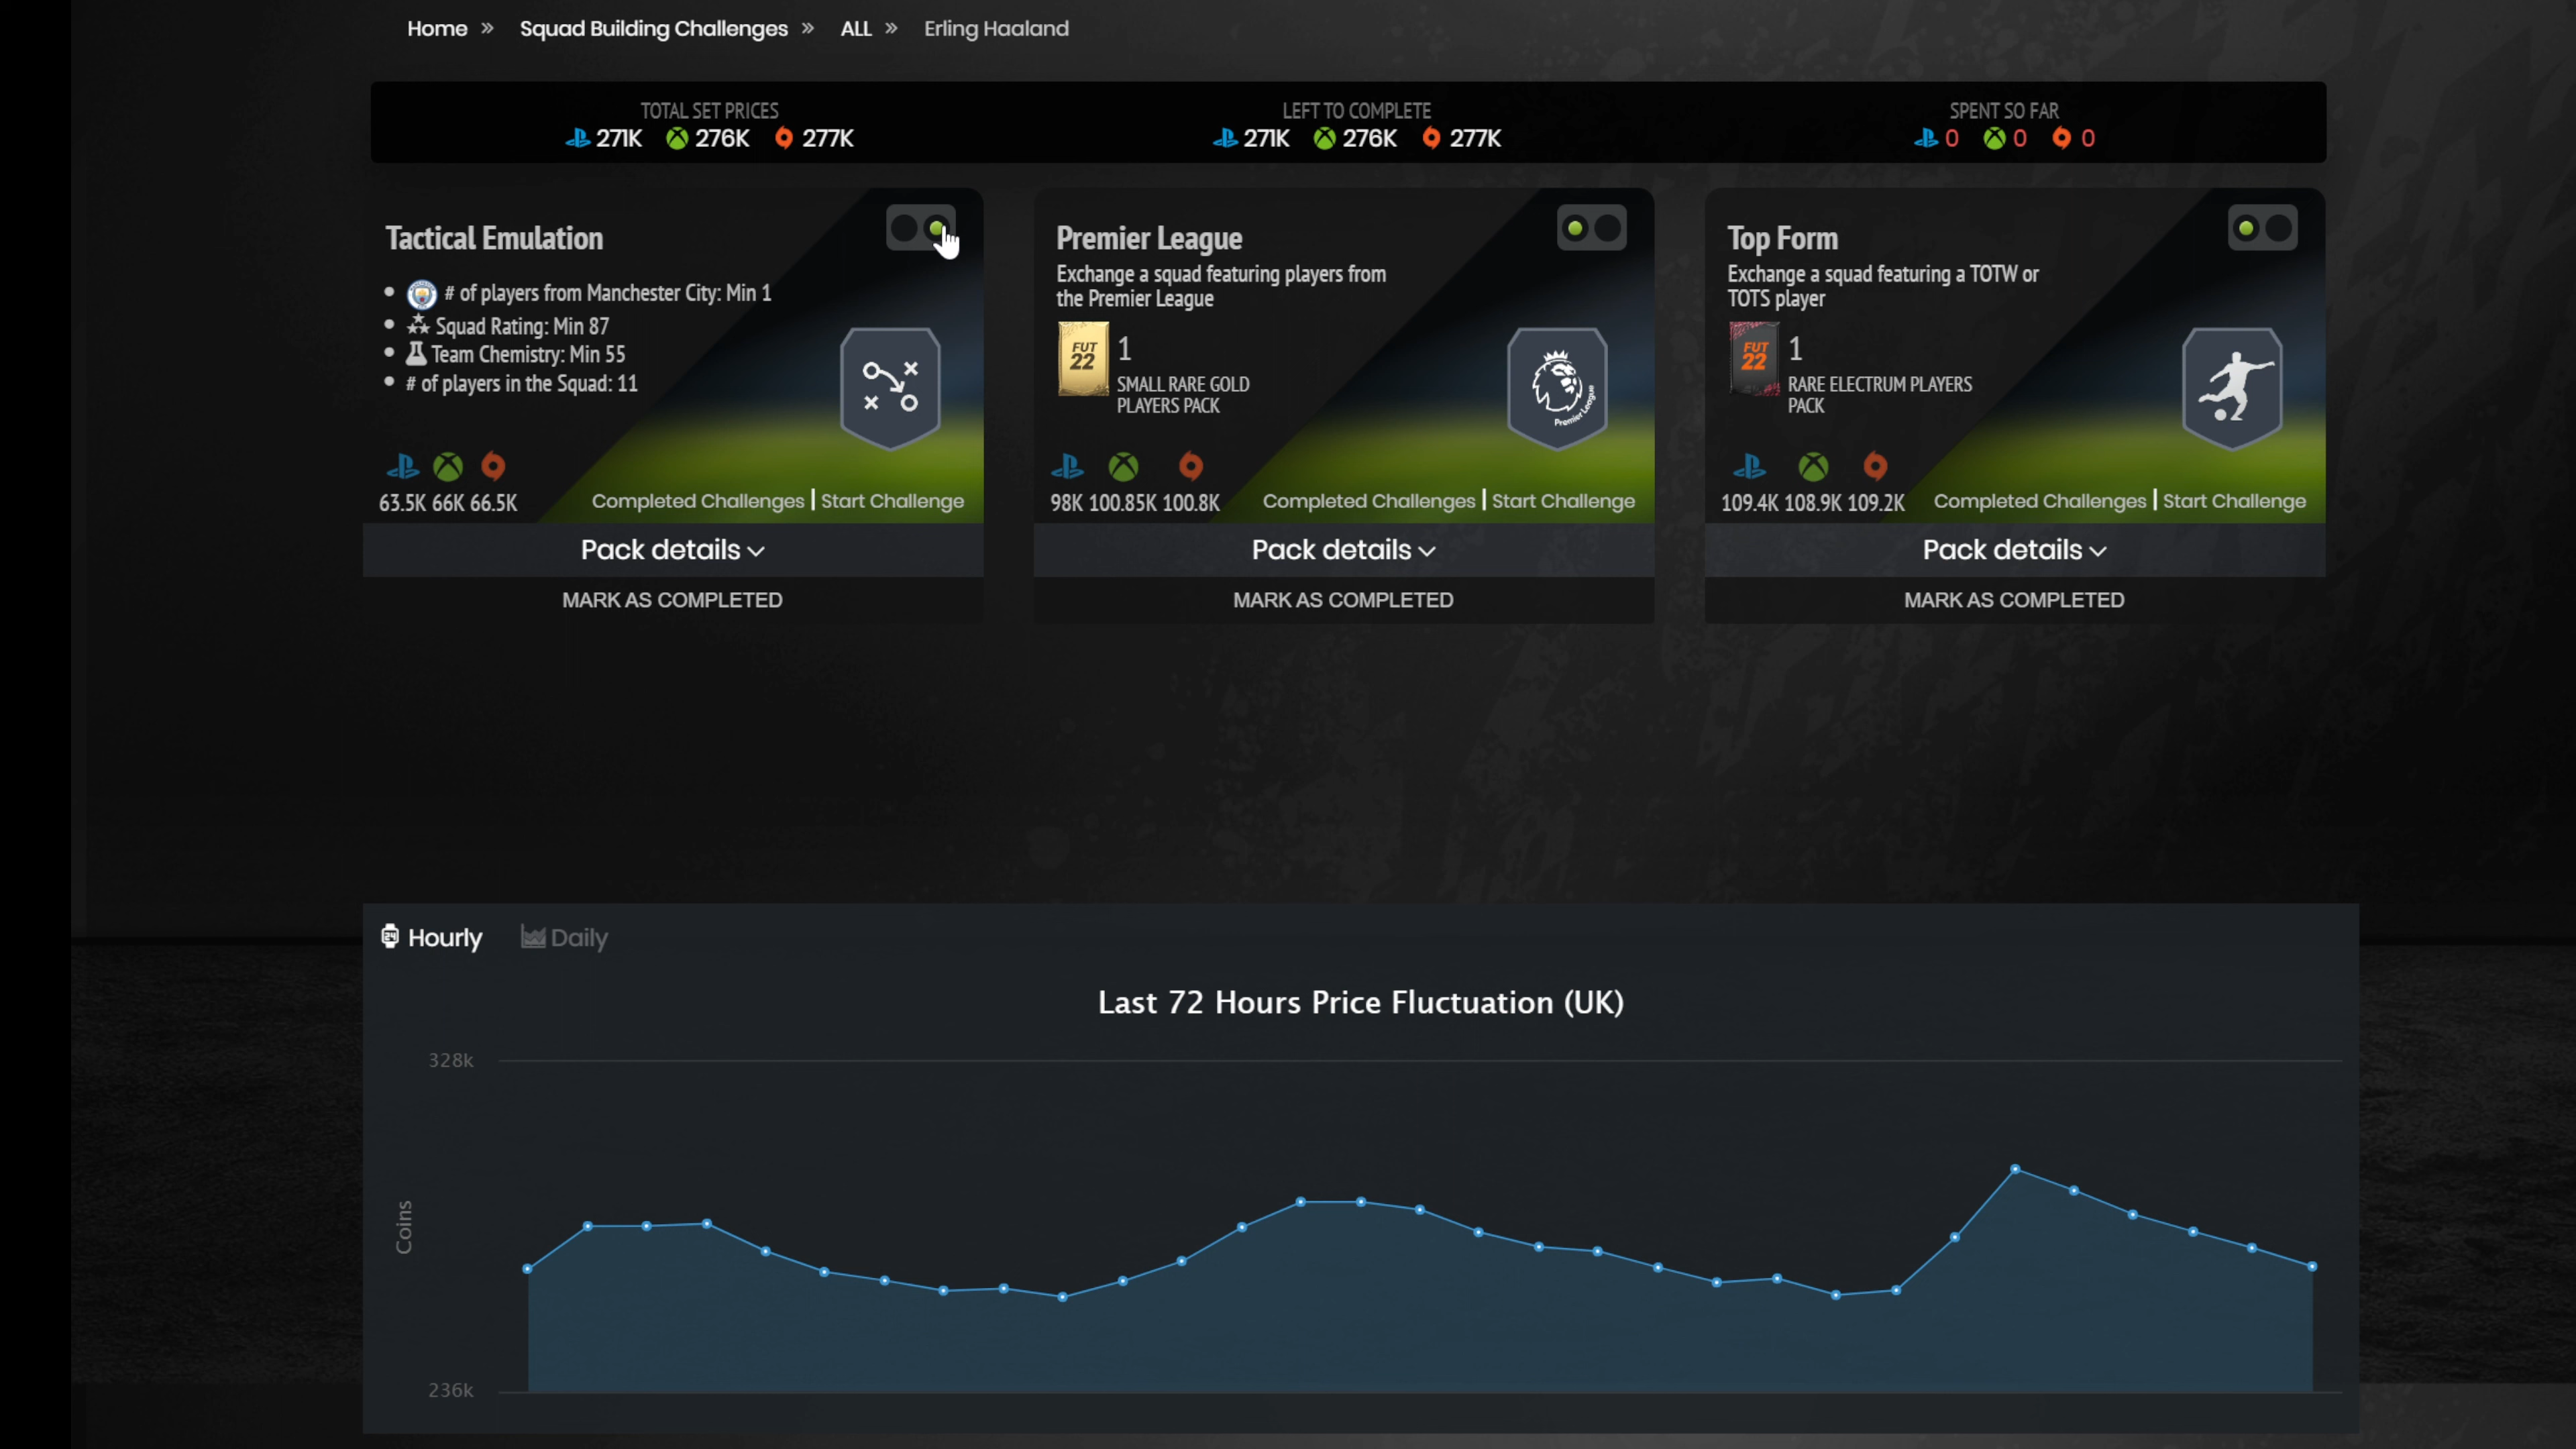 Home » Squad Building Challenges » ALL » Erling Haaland
TOTAL SET PRICES
271K 276K 277K
LEFT TO COMPLETE
271K 276K 277K
SPENT SO FAR
0 0 0
Tactical Emulation
# of players from Manchester City: Min 1
Squad Rating: Min 87
Team Chemistry: Min 55
# of players in the Squad: 11
63.5K 66K 66.5K
Completed Challenges | Start Challenge
Pack details
MARK AS COMPLETED
Premier League
Exchange a squad featuring players from
the Premier League
FUT
22
1
SMALL RARE GOLD
PLAYERS PACK
Premier League
98K 100.85K 100.8K
Completed Challenges | Start Challenge
Pack details
MARK AS COMPLETED
Top Form
Exchange a squad featuring a TOTW or
TOTS player
FUT
22
1
RARE ELECTRUM PLAYERS
PACK
109.4K 108.9K 109.2K
Completed Challenges | Start Challenge
Pack details
MARK AS COMPLETED
24 Hourly
Daily
Last 72 Hours Price Fluctuation (UK)
328k
Coins
236k